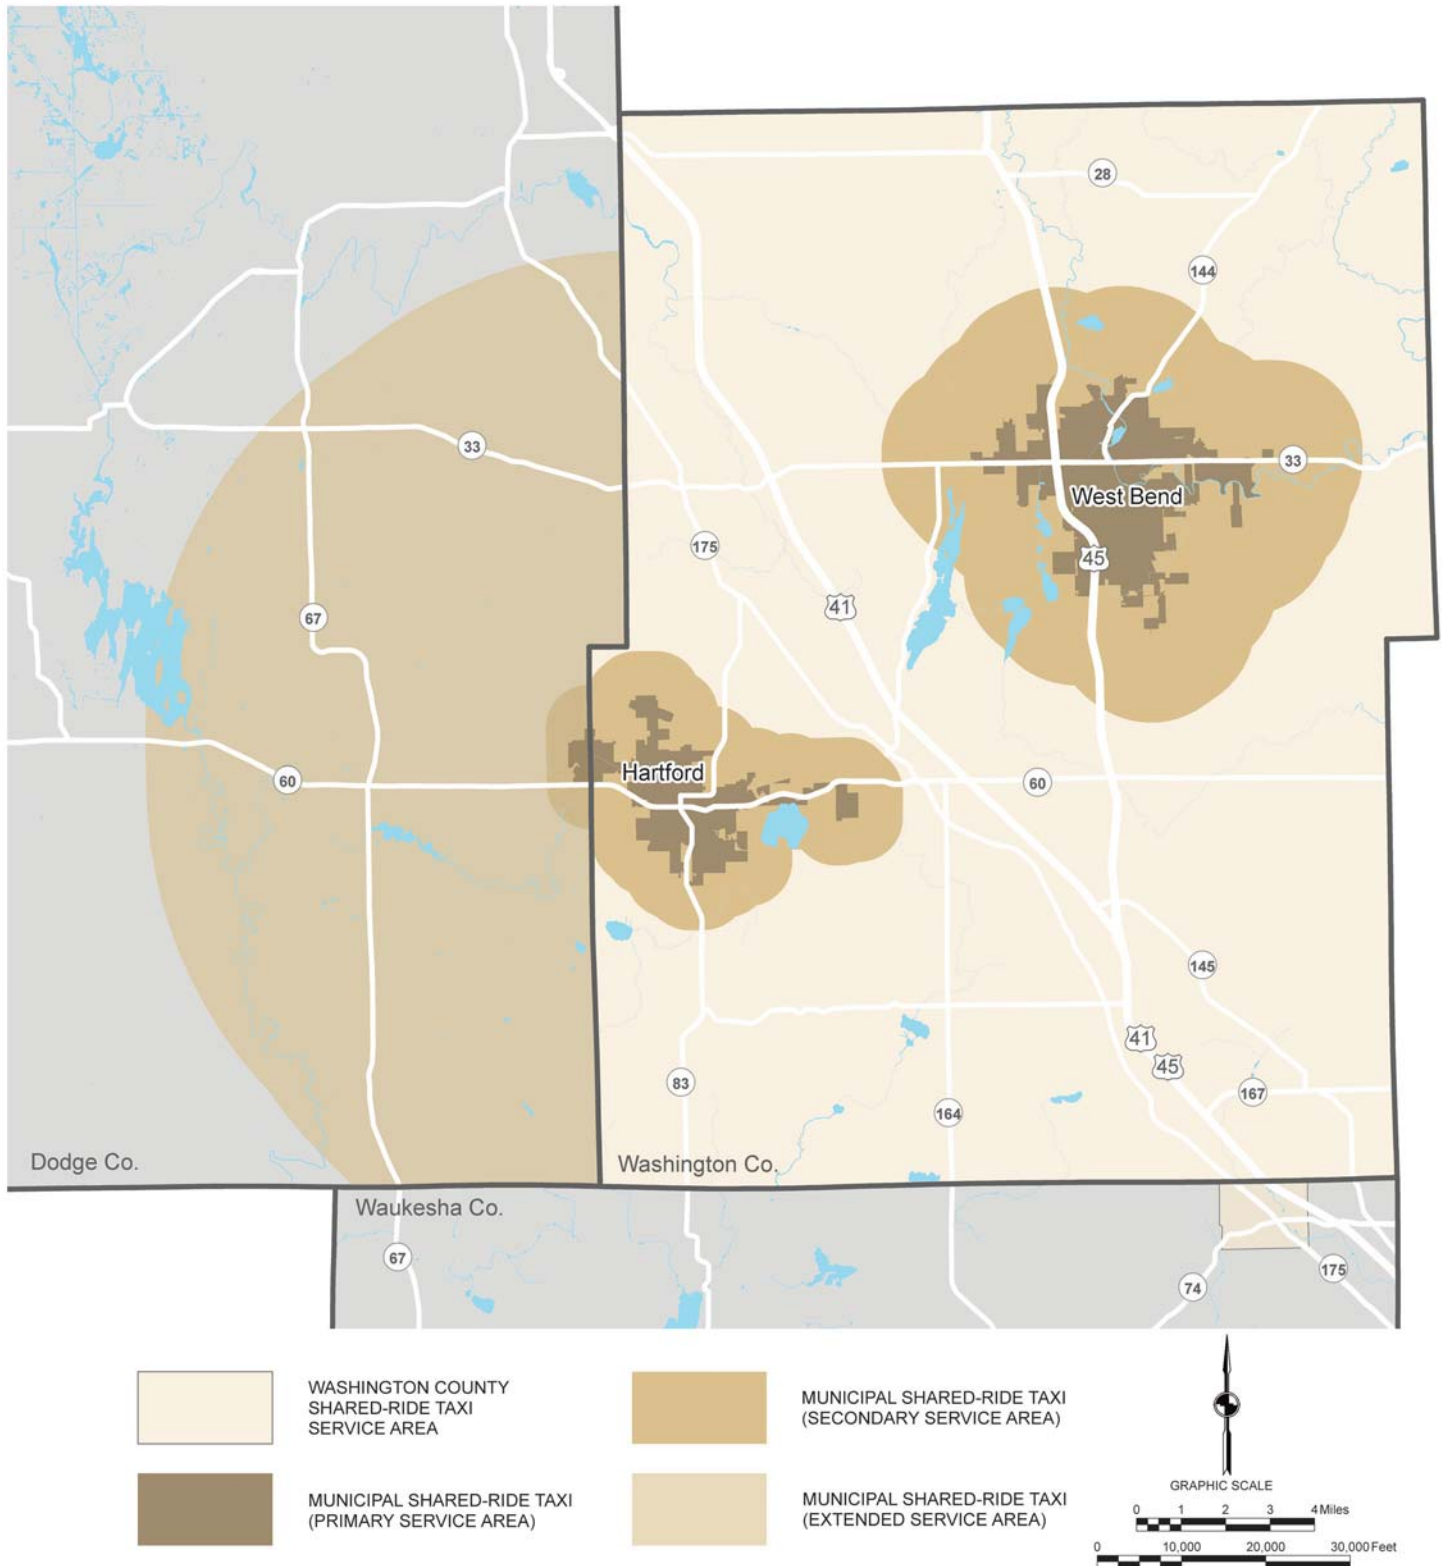 28
144
33
33
West Bend
175
45
41
67
Hartford
60
60
145
41
45
83
167
164
Dodge Co.
Washington Co.
Waukesha Co.
67
175
74
WASHINGTON COUNTY
SHARED-RIDE TAXI
SERVICE AREA
MUNICIPAL SHARED-RIDE TAXI
(SECONDARY SERVICE AREA)
MUNICIPAL SHARED-RIDE TAXI
(PRIMARY SERVICE AREA)
MUNICIPAL SHARED-RIDE TAXI
(EXTENDED SERVICE AREA)
GRAPHIC SCALE
0 1 2 3 4 Miles
0 10,000 20,000 30,000 Feet